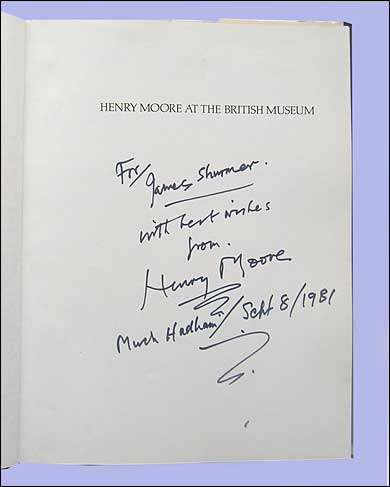 HENRY MOORE AT THE BRITISH MUSEUM
For/
James Shurmer.
with best wishes
from.
Henry Moore
Much Hadham/ Sept 8/1981